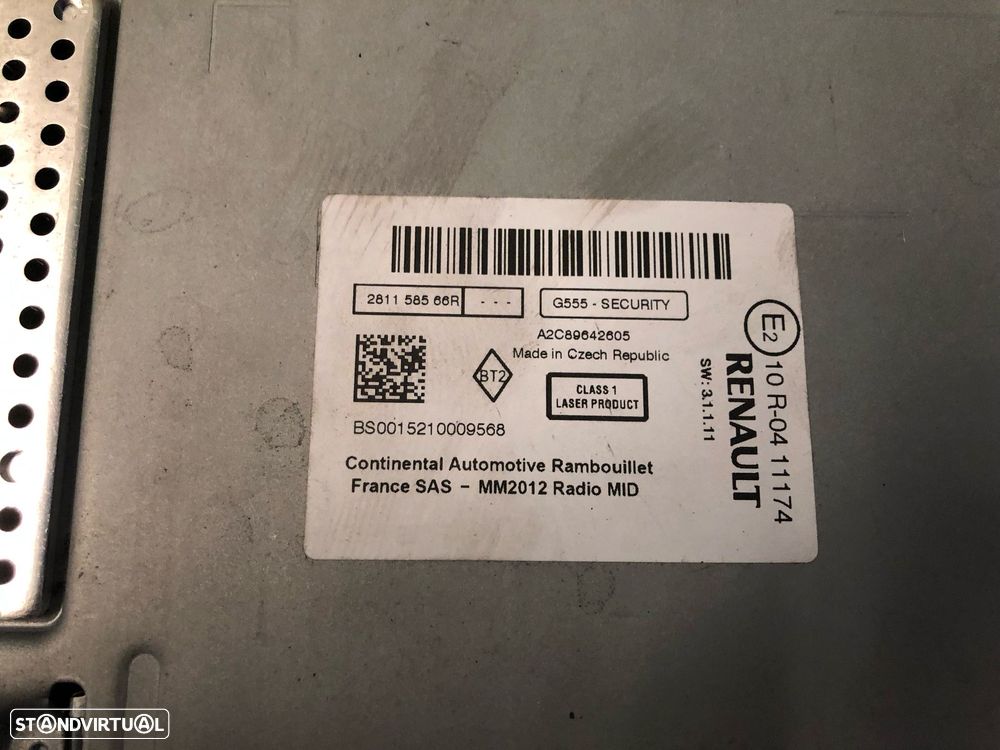 2811 585 66R - - -
G555 - SECURITY
A2C89642605
Made in Czech Republic
BT2
CLASS 1
LASER PRODUCT
BS0015210009568
Continental Automotive Rambouillet
France SAS - MM2012 Radio MID
E2 10 R-04 11174
RENAULT
SW: 3.1.1.11
STANDVIRTUAL